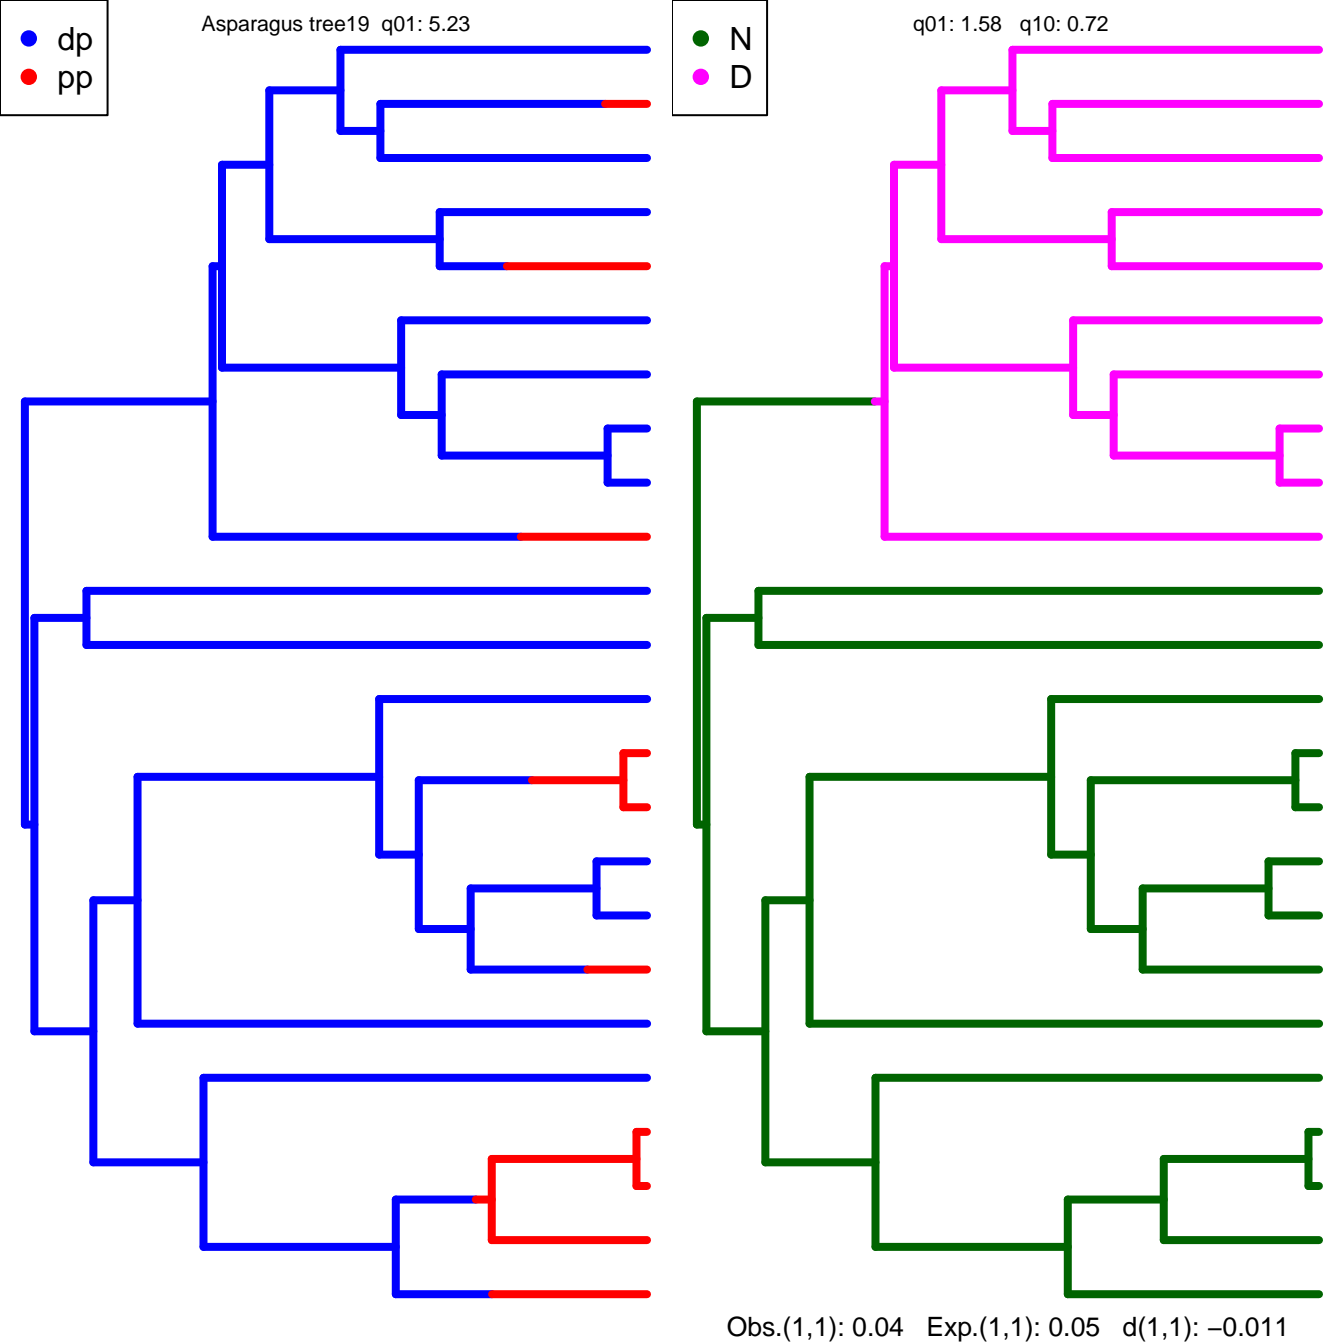 Asparagus tree19  q01: 5.23
dp
pp
q01: 1.58   q10: 0.72
N
D
Obs.(1,1): 0.04   Exp.(1,1): 0.05   d(1,1): −0.011